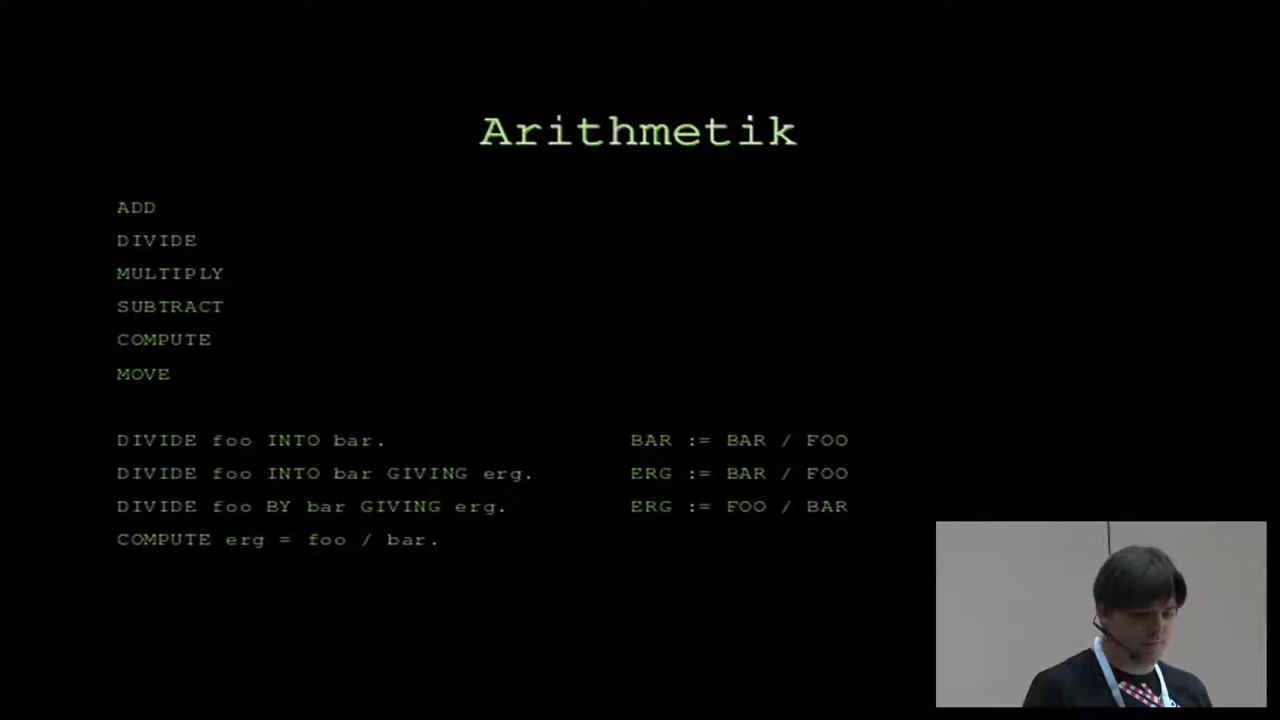 Arithmetik
ADD
DIVIDE
MULTIPLY
SUBTRACT
COMPUTE
MOVE
DIVIDE foo INTO bar. BAR := BAR / FOO
DIVIDE foo INTO bar GIVING erg. ERG := BAR / FOO
DIVIDE foo BY bar GIVING erg. ERG := FOO / BAR
COMPUTE erg = foo / bar.